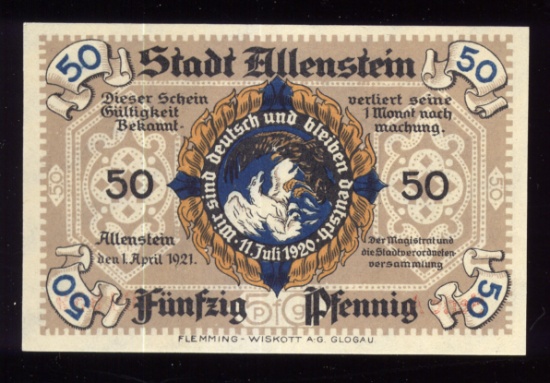 50
Stadt Allenstein
50
Dieser Schein
Gültigkeit
Bekannt-
verliert seine
1 Monat nach
machung.
Wir sind deutsch und bleiben deutsch.
11. Juli 1920
50
50
50
50
Allenstein
den 1. April 1921.
Der Magistrat und
die Stadtverordneten-
versammlung
50
Fünfzig
Pfennig
50
FLEMMING-WISKOTT A·G. GLOGAU